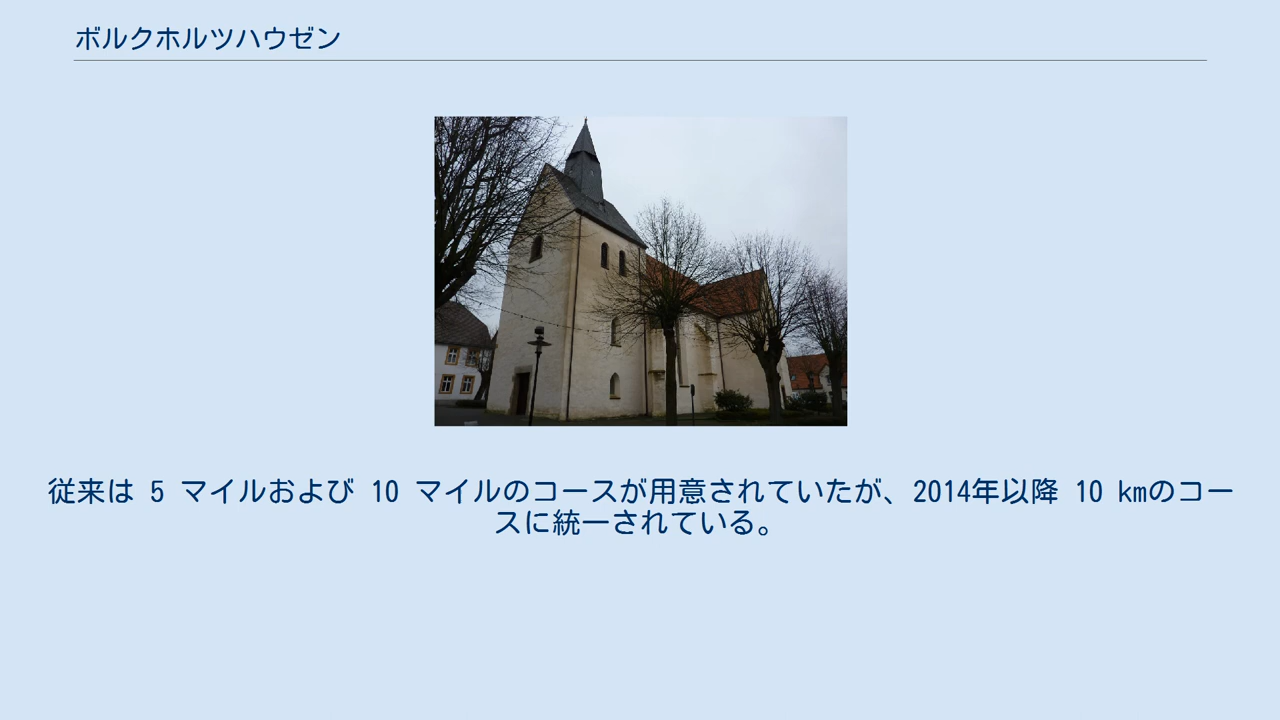 ボルクホルツハウゼン
従来は 5 マイルおよび 10 マイルのコースが用意されていたが、2014年以降 10 kmのコー
スに統一されている。